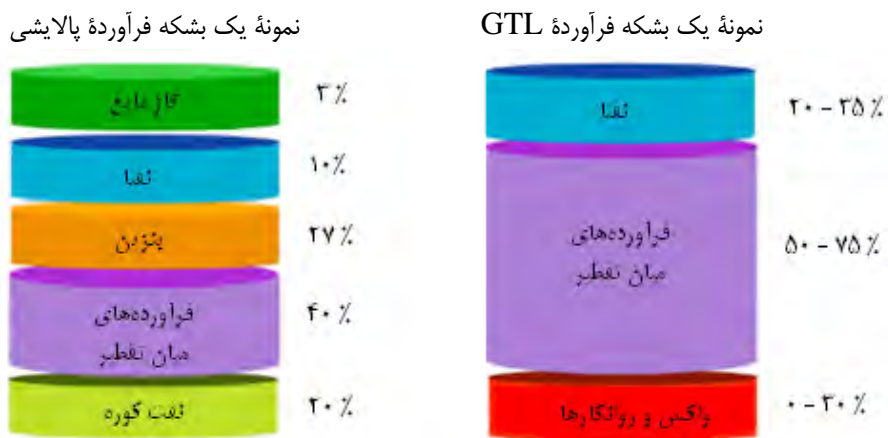 نمونهٔ یک بشکه فرآوردهٔ GTL
نفتا
۲۰ - ۳۵ ٪
فرآورده‌های
میان تقطیر
۵۰ - ۷۵ ٪
واکس و روانکارها
۰ - ۳۰ ٪
نمونهٔ یک بشکه فرآوردهٔ پالایشی
گاز مایع
۳ ٪
نفتا
۱۰ ٪
بنزین
۲۷ ٪
فرآورده‌های
میان تقطیر
۴۰ ٪
نفت کوره
۲۰ ٪